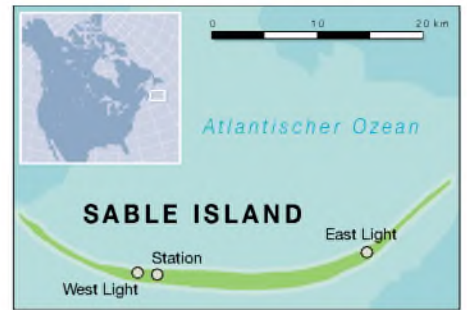 0 10 20 km
Atlantischer Ozean
SABLE ISLAND
East Light
Station
West Light